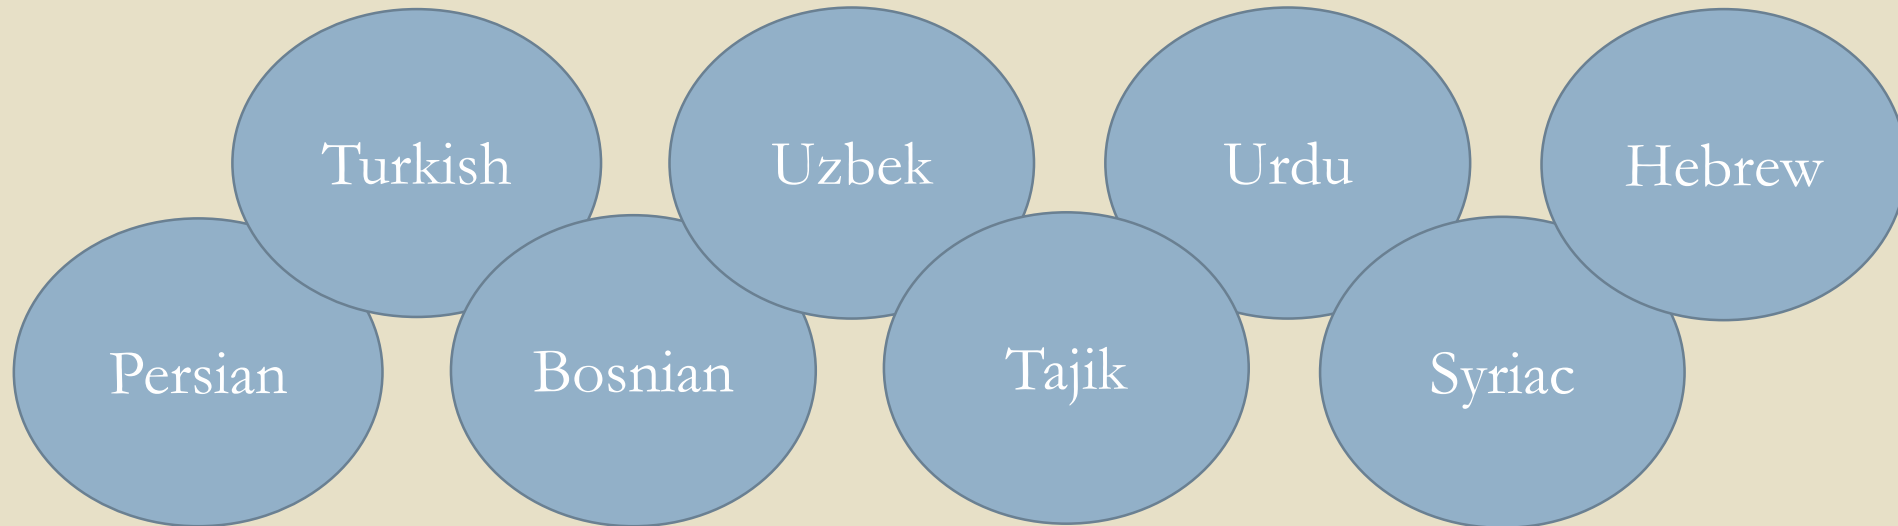 Turkish
Uzbek
Urdu
Hebrew
Persian
Bosnian
Tajik
Syriac